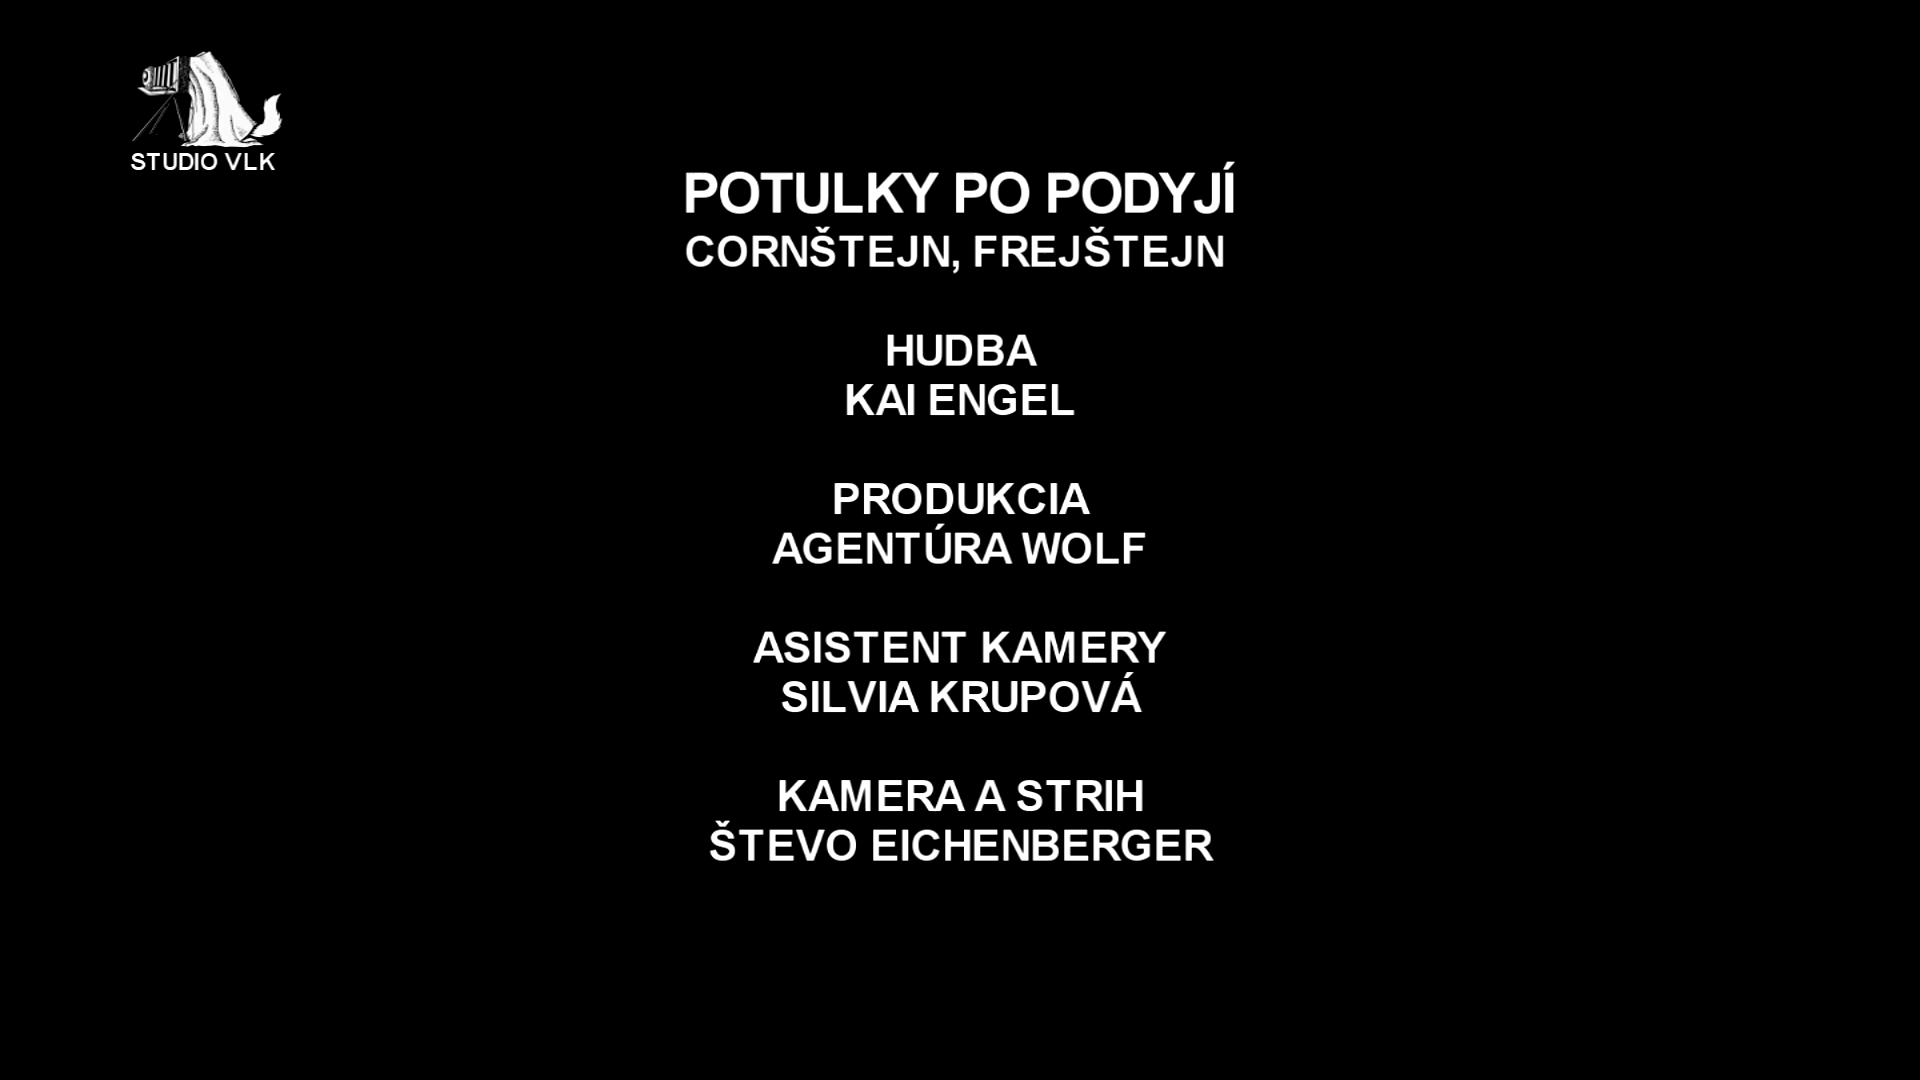 STUDIO VLK
POTULKY PO PODYJÍ
CORNŠTEJN, FREJŠTEJN
HUDBA
KAI ENGEL
PRODUKCIA
AGENTÚRA WOLF
ASISTENT KAMERY
SILVIA KRUPOVÁ
KAMERA A STRIH
ŠTEVO EICHENBERGER